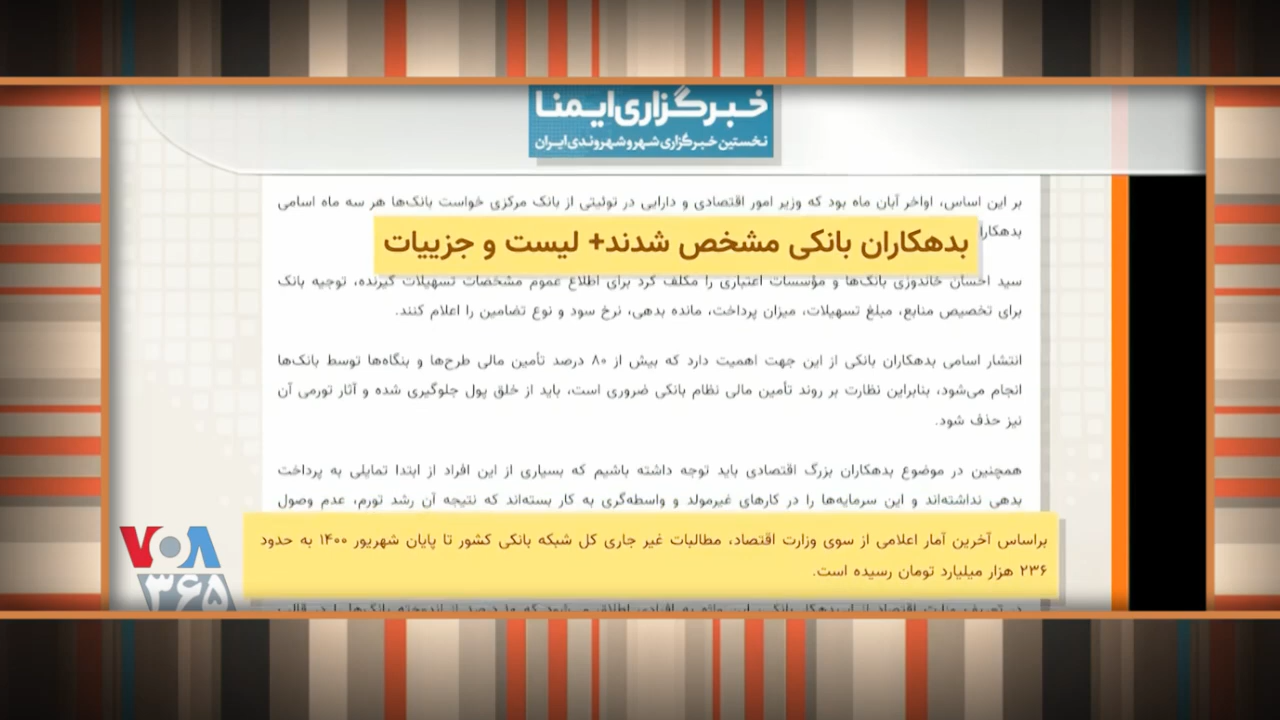 خبرگزاری ایمنا
نخستین خبرگزاری شهر و شهروندی ایران
بر این اساس، اواخر آبان ماه بود که وزیر امور اقتصادی و دارایی در توئیتی از بانک مرکزی خواست بانک‌ها هر سه ماه اسامی
بدهکاران بانکی مشخص شدند+ لیست و جزییات
سید احسان خاندوزی بانک‌ها و مؤسسات اعتباری را مکلف کرد برای اطلاع عموم مشخصات تسهیلات گیرنده، توجیه بانک
برای تخصیص منابع، مبلغ تسهیلات، میزان پرداخت، مانده بدهی، نرخ سود و نوع تضامین را اعلام کنند.
انتشار اسامی بدهکاران بانکی از این جهت اهمیت دارد که بیش از ۸۰ درصد تأمین مالی طرح‌ها و بنگاه‌ها توسط بانک‌ها
انجام می‌شود، بنابراین نظارت بر روند تأمین مالی نظام بانکی ضروری است، باید از خلق پول جلوگیری شده و آثار تورمی آن
نیز حذف شود.
همچنین در موضوع بدهکاران بزرگ اقتصادی باید توجه داشته باشیم که بسیاری از این افراد از ابتدا تمایلی به پرداخت
بدهی نداشته‌اند و این سرمایه‌ها را در کارهای غیرمولد و واسطه‌گری به کار بسته‌اند که نتیجه آن رشد تورم، عدم وصول
براساس آخرین آمار اعلامی از سوی وزارت اقتصاد، مطالبات غیر جاری کل شبکه بانکی کشور تا پایان شهریور ۱۴۰۰ به حدود
۲۳۶ هزار میلیارد تومان رسیده است.
VOA
۳۶۵